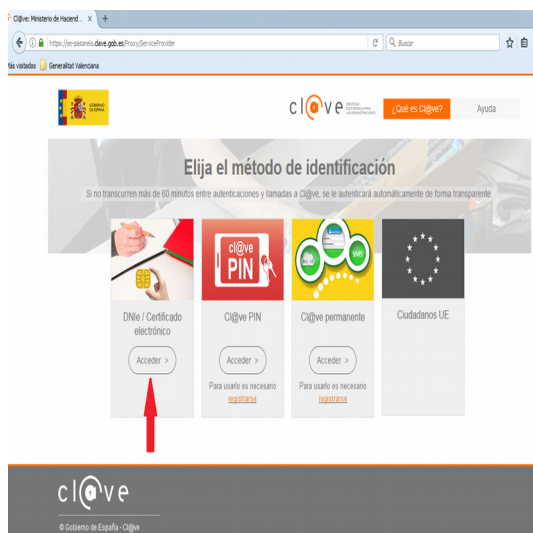 Cl@ve: Ministerio de Haciend...
https://se-pasarela.clave.gob.es/Proxy/ServiceProvider
Buscar
Más visitados
Generalitat Valenciana
GOBIERNO
DE ESPAÑA
cl@ve
¿Qué es Cl@ve?
Ayuda
Elija el método de identificación
Si no transcurren más de 60 minutos entre autenticaciones y llamadas a Cl@ve, se le autenticará automáticamente de forma transparente.
cl@ve
PIN
SMS
DNIe / Certificado
electrónico
Acceder >
Cl@ve PIN
Acceder >
Para usarlo es necesario
registrarse
Cl@ve permanente
Acceder >
Para usarlo es necesario
registrarse
Ciudadanos UE
cl@ve
© Gobierno de España - Cl@ve